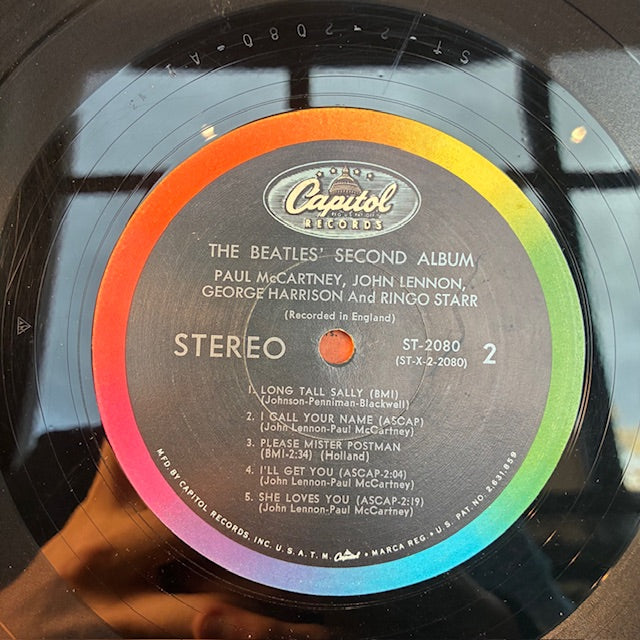 Capitol
RECORDS
THE BEATLES' SECOND ALBUM
PAUL McCARTNEY, JOHN LENNON,
GEORGE HARRISON And RINGO STARR
(Recorded in England)
STEREO
ST-2080
(ST-X-2-2080)
2
1. LONG TALL SALLY (BMI)
(Johnson-Penniman-Blackwell)
2. I CALL YOUR NAME (ASCAP)
(John Lennon-Paul McCartney)
3. PLEASE MISTER POSTMAN
(BMI-2:34) (Holland)
4. I'LL GET YOU (ASCAP-2:04)
(John Lennon-Paul McCartney)
5. SHE LOVES YOU (ASCAP-2:19)
(John Lennon-Paul McCartney)
MFD. BY CAPITOL RECORDS, INC. U.S.A. T.M. Capitol • MARCA REG. • U.S. PAT. NO. 2,631,859